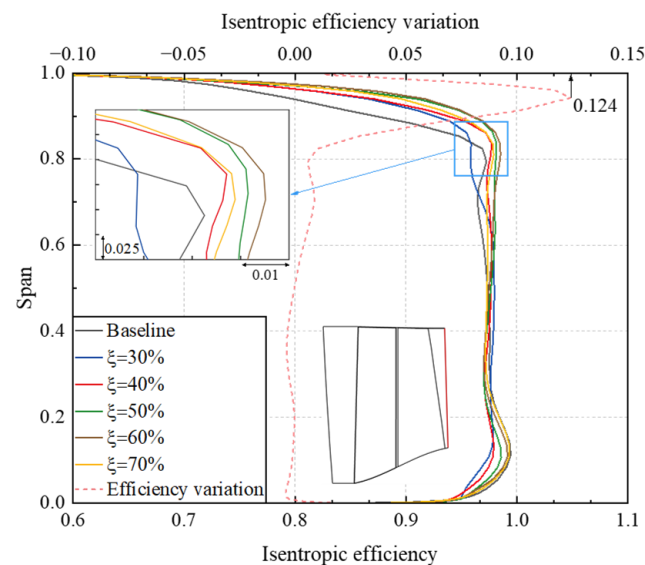 Isentropic efficiency variation
-0.10 -0.05 0.00 0.05 0.10 0.15
1.0
0.124
0.8
0.025
0.01
0.6
Span
0.4
Baseline
ξ=30%
ξ=40%
0.2
ξ=50%
ξ=60%
ξ=70%
Efficiency variation
0.0
0.6 0.7 0.8 0.9 1.0 1.1
Isentropic efficiency